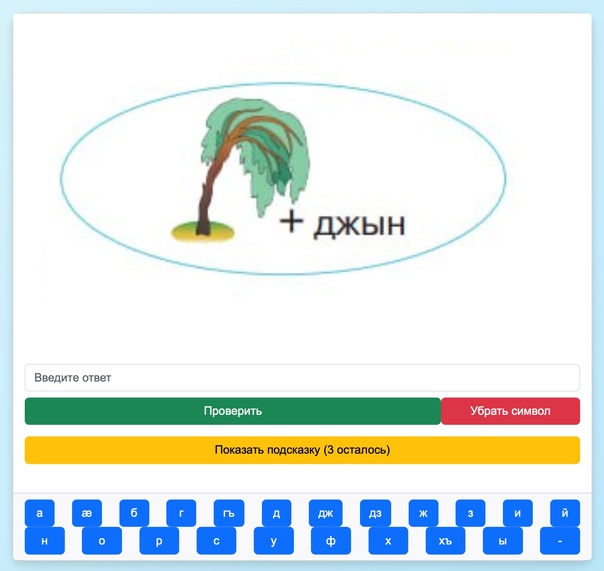 + джын
Введите ответ
Проверить Убрать символ
Показать подсказку (3 осталось)
а ӕ б г гъ д дж дз ж з и й
н о р с у ф х хъ ы -